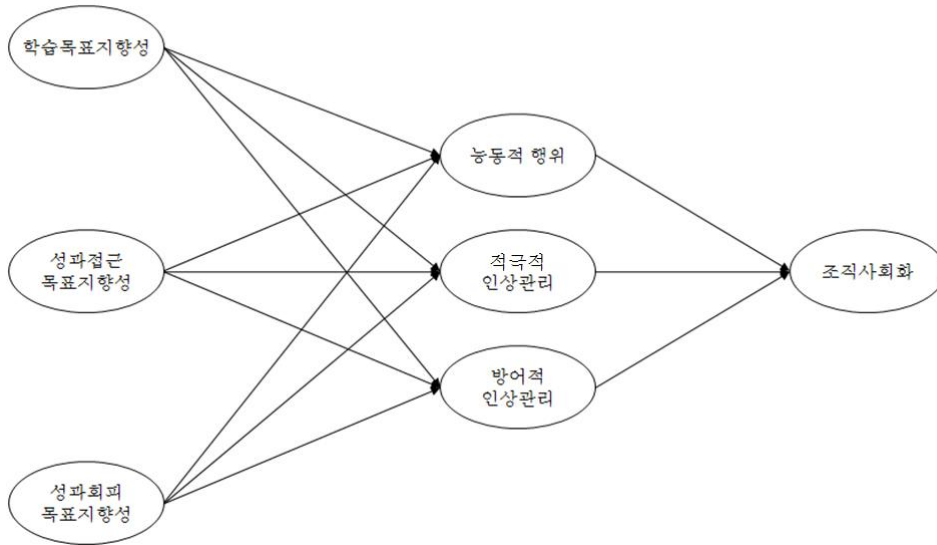 학습목표지향성
능동적 행위
성과접근
목표지향성
적극적
인상관리
조직사회화
방어적
인상관리
성과회피
목표지향성